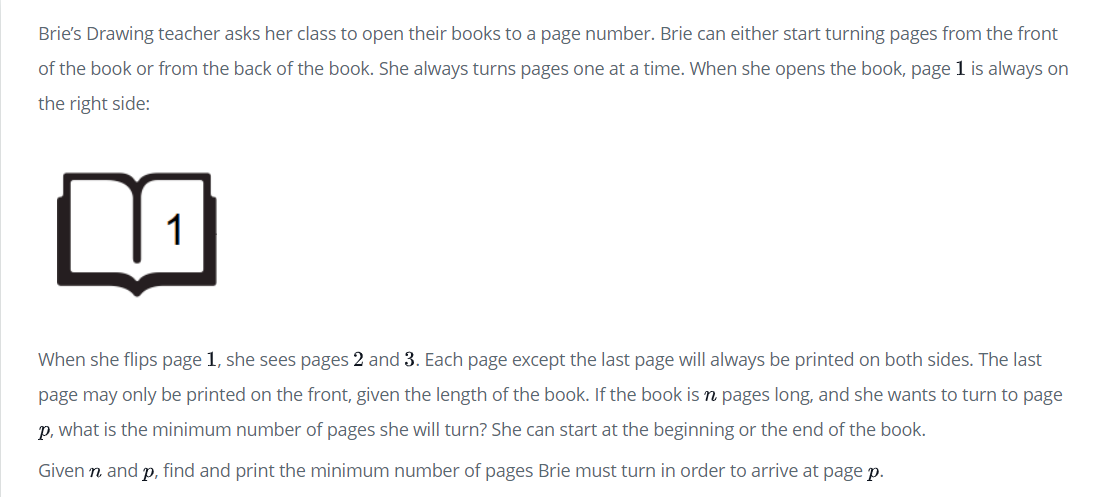 Brie’s Drawing teacher asks her class to open their books to a page number. Brie can either start turning pages from the front
of the book or from the back of the book. She always turns pages one at a time. When she opens the book, page 1 is always on
the right side:
1
When she flips page 1, she sees pages 2 and 3. Each page except the last page will always be printed on both sides. The last
page may only be printed on the front, given the length of the book. If the book is n pages long, and she wants to turn to page
p, what is the minimum number of pages she will turn? She can start at the beginning or the end of the book.
Given n and p, find and print the minimum number of pages Brie must turn in order to arrive at page p.